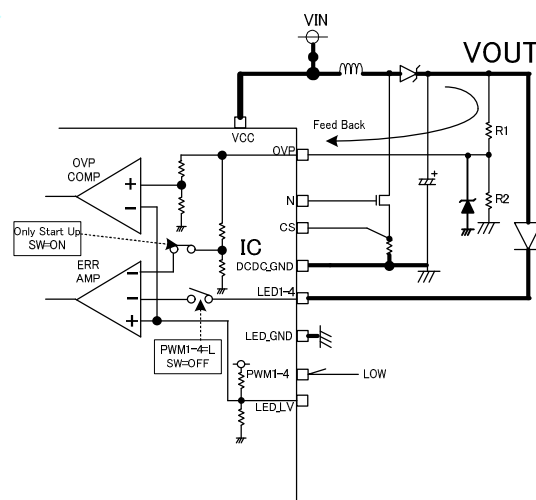 VIN
VOUT
VCC
Feed Back
R1
OVP
OVP
COMP
+
−
R2
N
+
CS
Only Start Up
SW=ON
IC
DCDC_GND
ERR
AMP
−
−
+
LED1-4
LED_GND
PWM1-4=L
SW=OFF
PWM1-4
LOW
LED_LV